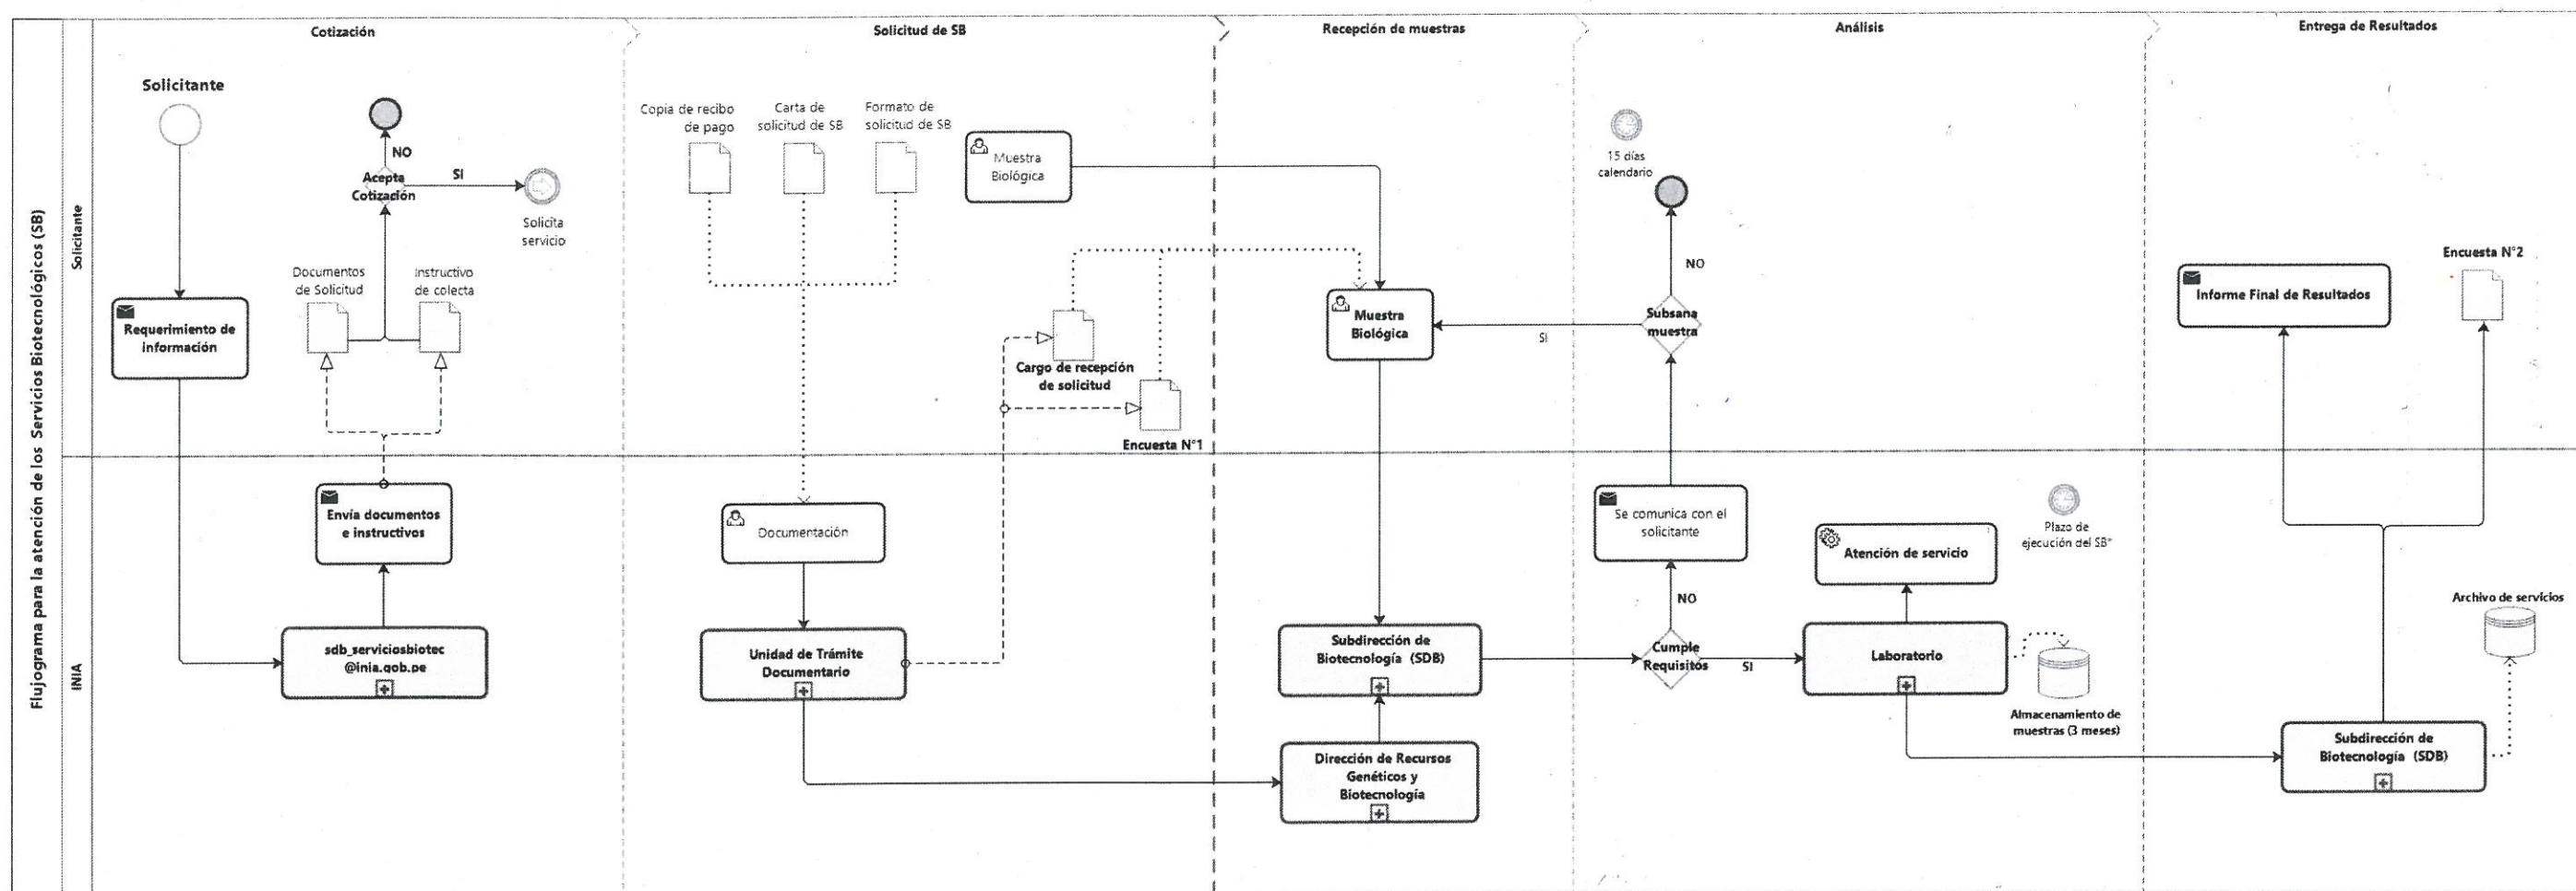 Flujograma para la atención de los Servicios Biotecnológicos (SB)
Solicitante
INIA
Cotización
Solicitud de SB
Recepción de muestras
Análisis
Entrega de Resultados
Solicitante
Requerimiento de
información
NO
Acepta
Cotización
SI
Solicita
servicio
Documentos
de Solicitud
Instructivo
de colecta
Envía documentos
e instructivos
sdb_serviciosbiotec
@inia.gob.pe
Copia de recibo
de pago
Carta de
solicitud de SB
Formato de
solicitud de SB
Muestra
Biológica
Cargo de recepción
de solicitud
Encuesta N°1
Documentación
Unidad de Trámite
Documentario
Muestra
Biológica
Subdirección de
Biotecnología (SDB)
Dirección de Recursos
Genéticos y
Biotecnología
15 días
calendario
NO
Subsana
muestra
SI
Se comunica con el
solicitante
NO
Cumple
Requisitos
SI
Atención de servicio
Plazo de
ejecución del SB*
Laboratorio
Almacenamiento de
muestras (3 meses)
Informe Final de Resultados
Encuesta N°2
Archivo de servicios
Subdirección de
Biotecnología (SDB)